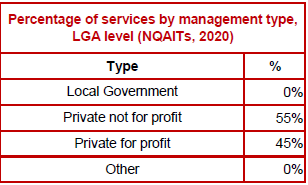 Percentage of services by management type,
LGA level (NQAITs, 2020)
Type %
Local Government 0%
Private not for profit 55%
Private for profit 45%
Other 0%